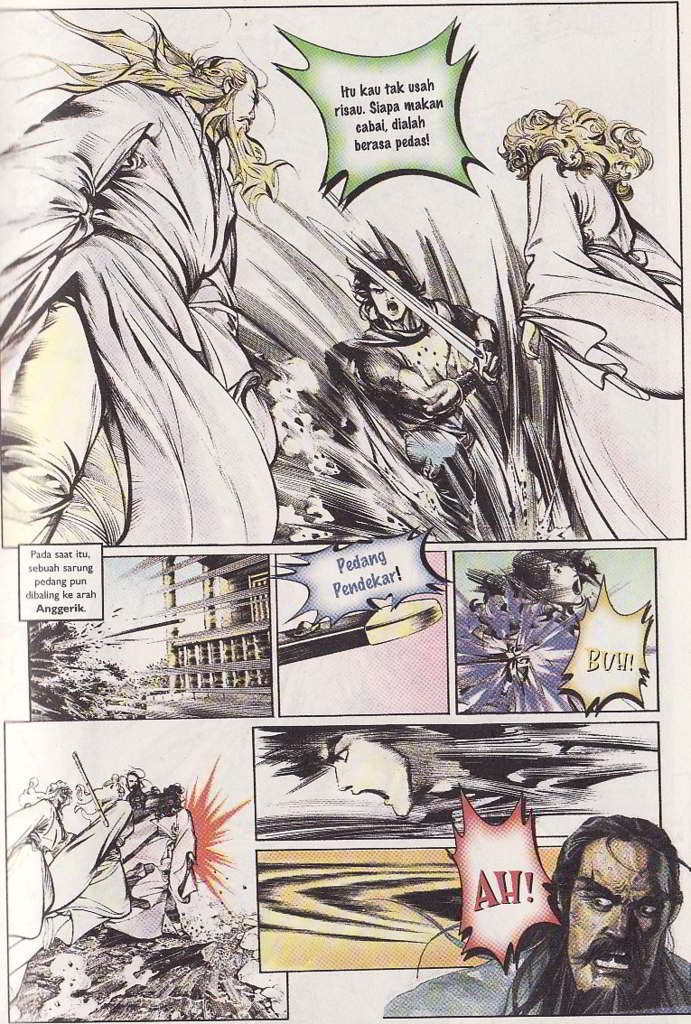 Itu kau tak usah
risau. Siapa makan
cabai, dialah
berasa pedas!
Pada saat itu,
sebuah sarung
pedang pun
dibaling ke arah
Anggerik.
Pedang
Pendekar!
BUH!
AH!